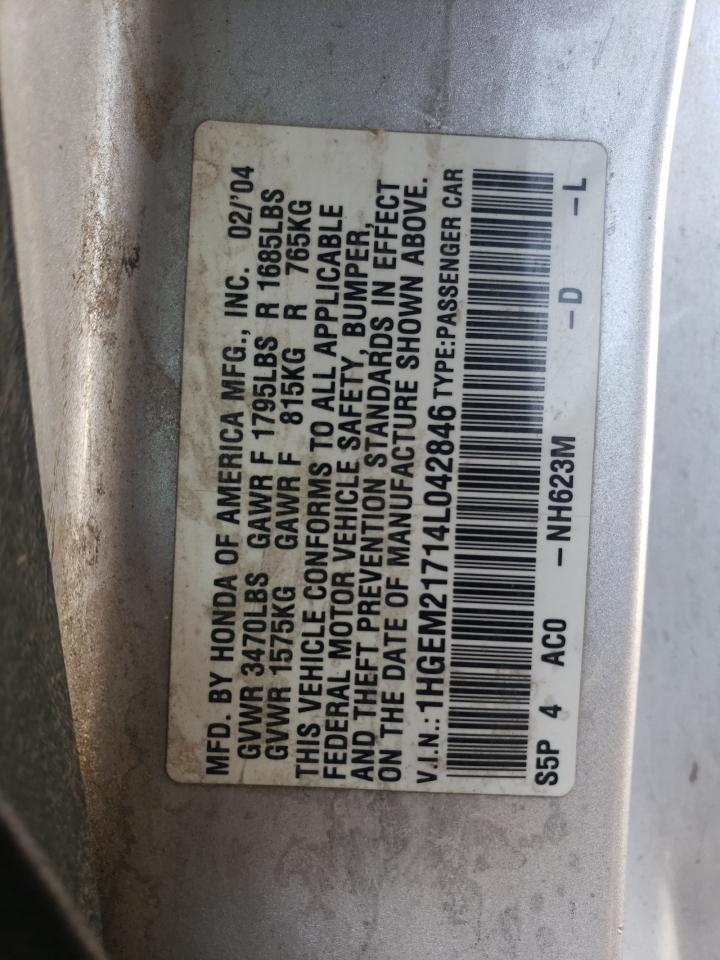 MFD. BY HONDA OF AMERICA MFG., INC. 02/'04
GVWR 3470LBS GAWR F 1795LBS R 1685LBS
GVWR 1575KG GAWR F 815KG R 765KG
THIS VEHICLE CONFORMS TO ALL APPLICABLE
FEDERAL MOTOR VEHICLE SAFETY, BUMPER,
AND THEFT PREVENTION STANDARDS IN EFFECT
ON THE DATE OF MANUFACTURE SHOWN ABOVE.
V.I.N.: 1HGEM21714L042846 TYPE:PASSENGER CAR
S5P 4 AC0 -NH623M -D -L